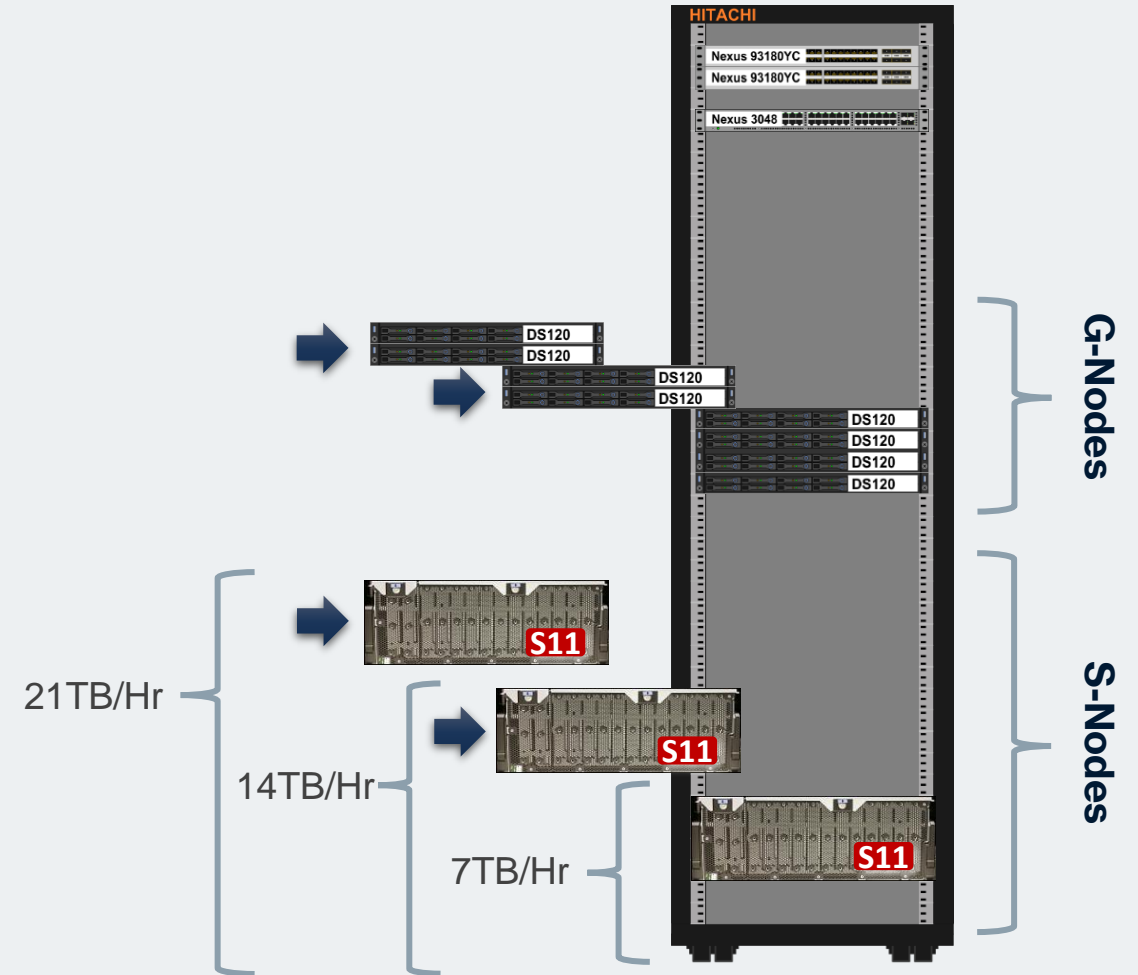 HITACHI
Nexus 93180YC
Nexus 93180YC
Nexus 3048
DS120
DS120
DS120
DS120
DS120
DS120
DS120
DS120
G-Nodes
S11
21TB/Hr
S11
14TB/Hr
S11
7TB/Hr
S-Nodes